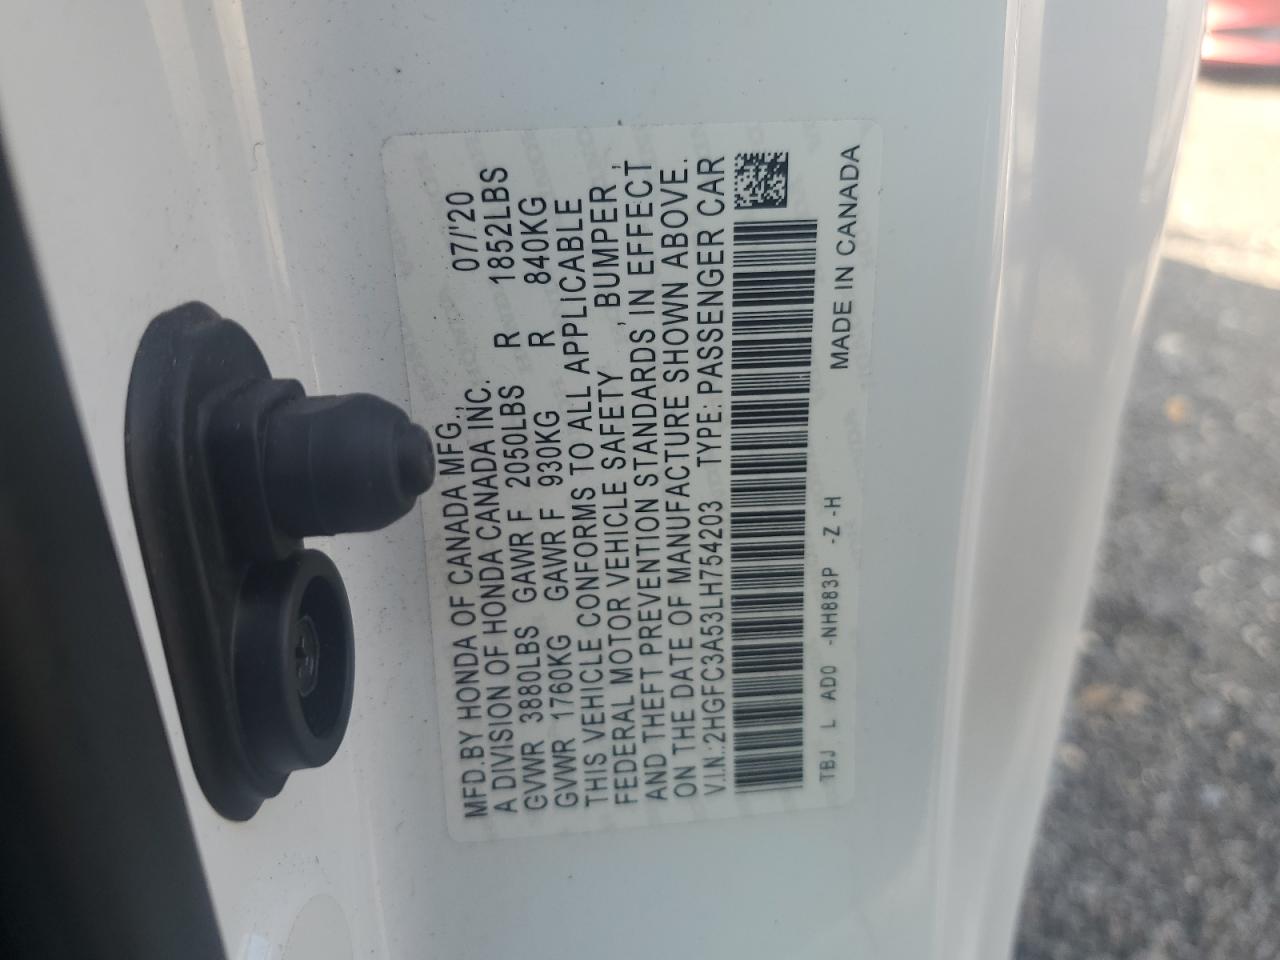 MFD.BY HONDA OF CANADA MFG., 07/'20
A DIVISION OF HONDA CANADA INC.
GVWR 3880LBS GAWR F 2050LBS R 1852LBS
GVWR 1760KG GAWR F 930KG R 840KG
THIS VEHICLE CONFORMS TO ALL APPLICABLE
FEDERAL MOTOR VEHICLE SAFETY , BUMPER ,
AND THEFT PREVENTION STANDARDS IN EFFECT
ON THE DATE OF MANUFACTURE SHOWN ABOVE.
V.I.N.:2HGFC3A53LH754203 TYPE: PASSENGER CAR
TBJ L AD0 -NH883P -Z -H MADE IN CANADA